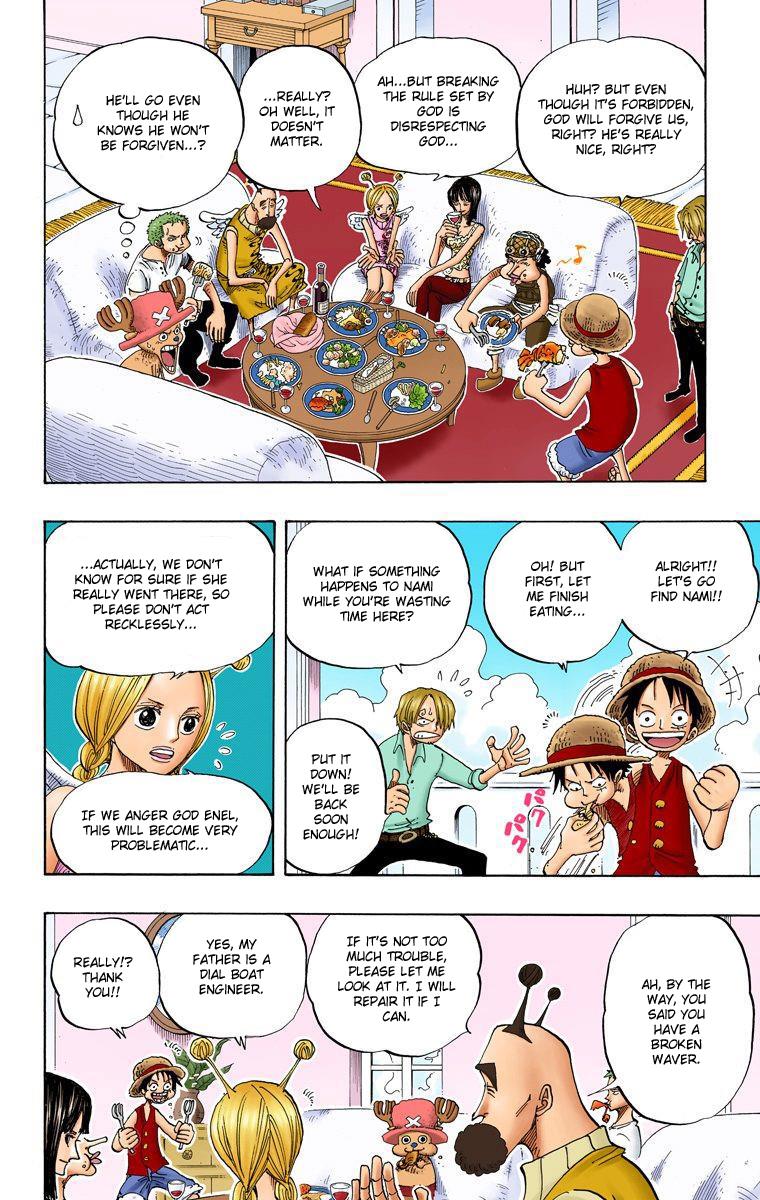 HUH? BUT EVEN
THOUGH IT'S FORBIDDEN,
GOD WILL FORGIVE US,
RIGHT? HE'S REALLY
NICE, RIGHT?
AH...BUT BREAKING
THE RULE SET BY
GOD IS
DISRESPECTING
GOD...
...REALLY?
OH WELL, IT
DOESN'T
MATTER.
HE'LL GO EVEN
THOUGH HE
KNOWS HE WON'T
BE FORGIVEN...?
ALRIGHT!!
LET'S GO
FIND NAMI!!
OH! BUT
FIRST, LET
ME FINISH
EATING...
WHAT IF SOMETHING
HAPPENS TO NAMI
WHILE YOU'RE WASTING
TIME HERE?
PUT IT
DOWN!
WE'LL BE
BACK
SOON
ENOUGH!
パク
パク
...ACTUALLY, WE DON'T
KNOW FOR SURE IF SHE
REALLY WENT THERE, SO
PLEASE DON'T ACT
RECKLESSLY...
IF WE ANGER GOD ENEL,
THIS WILL BECOME VERY
PROBLEMATIC...
AH, BY THE
WAY, YOU
SAID YOU
HAVE A
BROKEN
WAVER.
IF IT'S NOT TOO
MUCH TROUBLE,
PLEASE LET ME
LOOK AT IT. I WILL
REPAIR IT IF I
CAN.
YES, MY
FATHER IS A
DIAL BOAT
ENGINEER.
REALLY!?
THANK
YOU!!